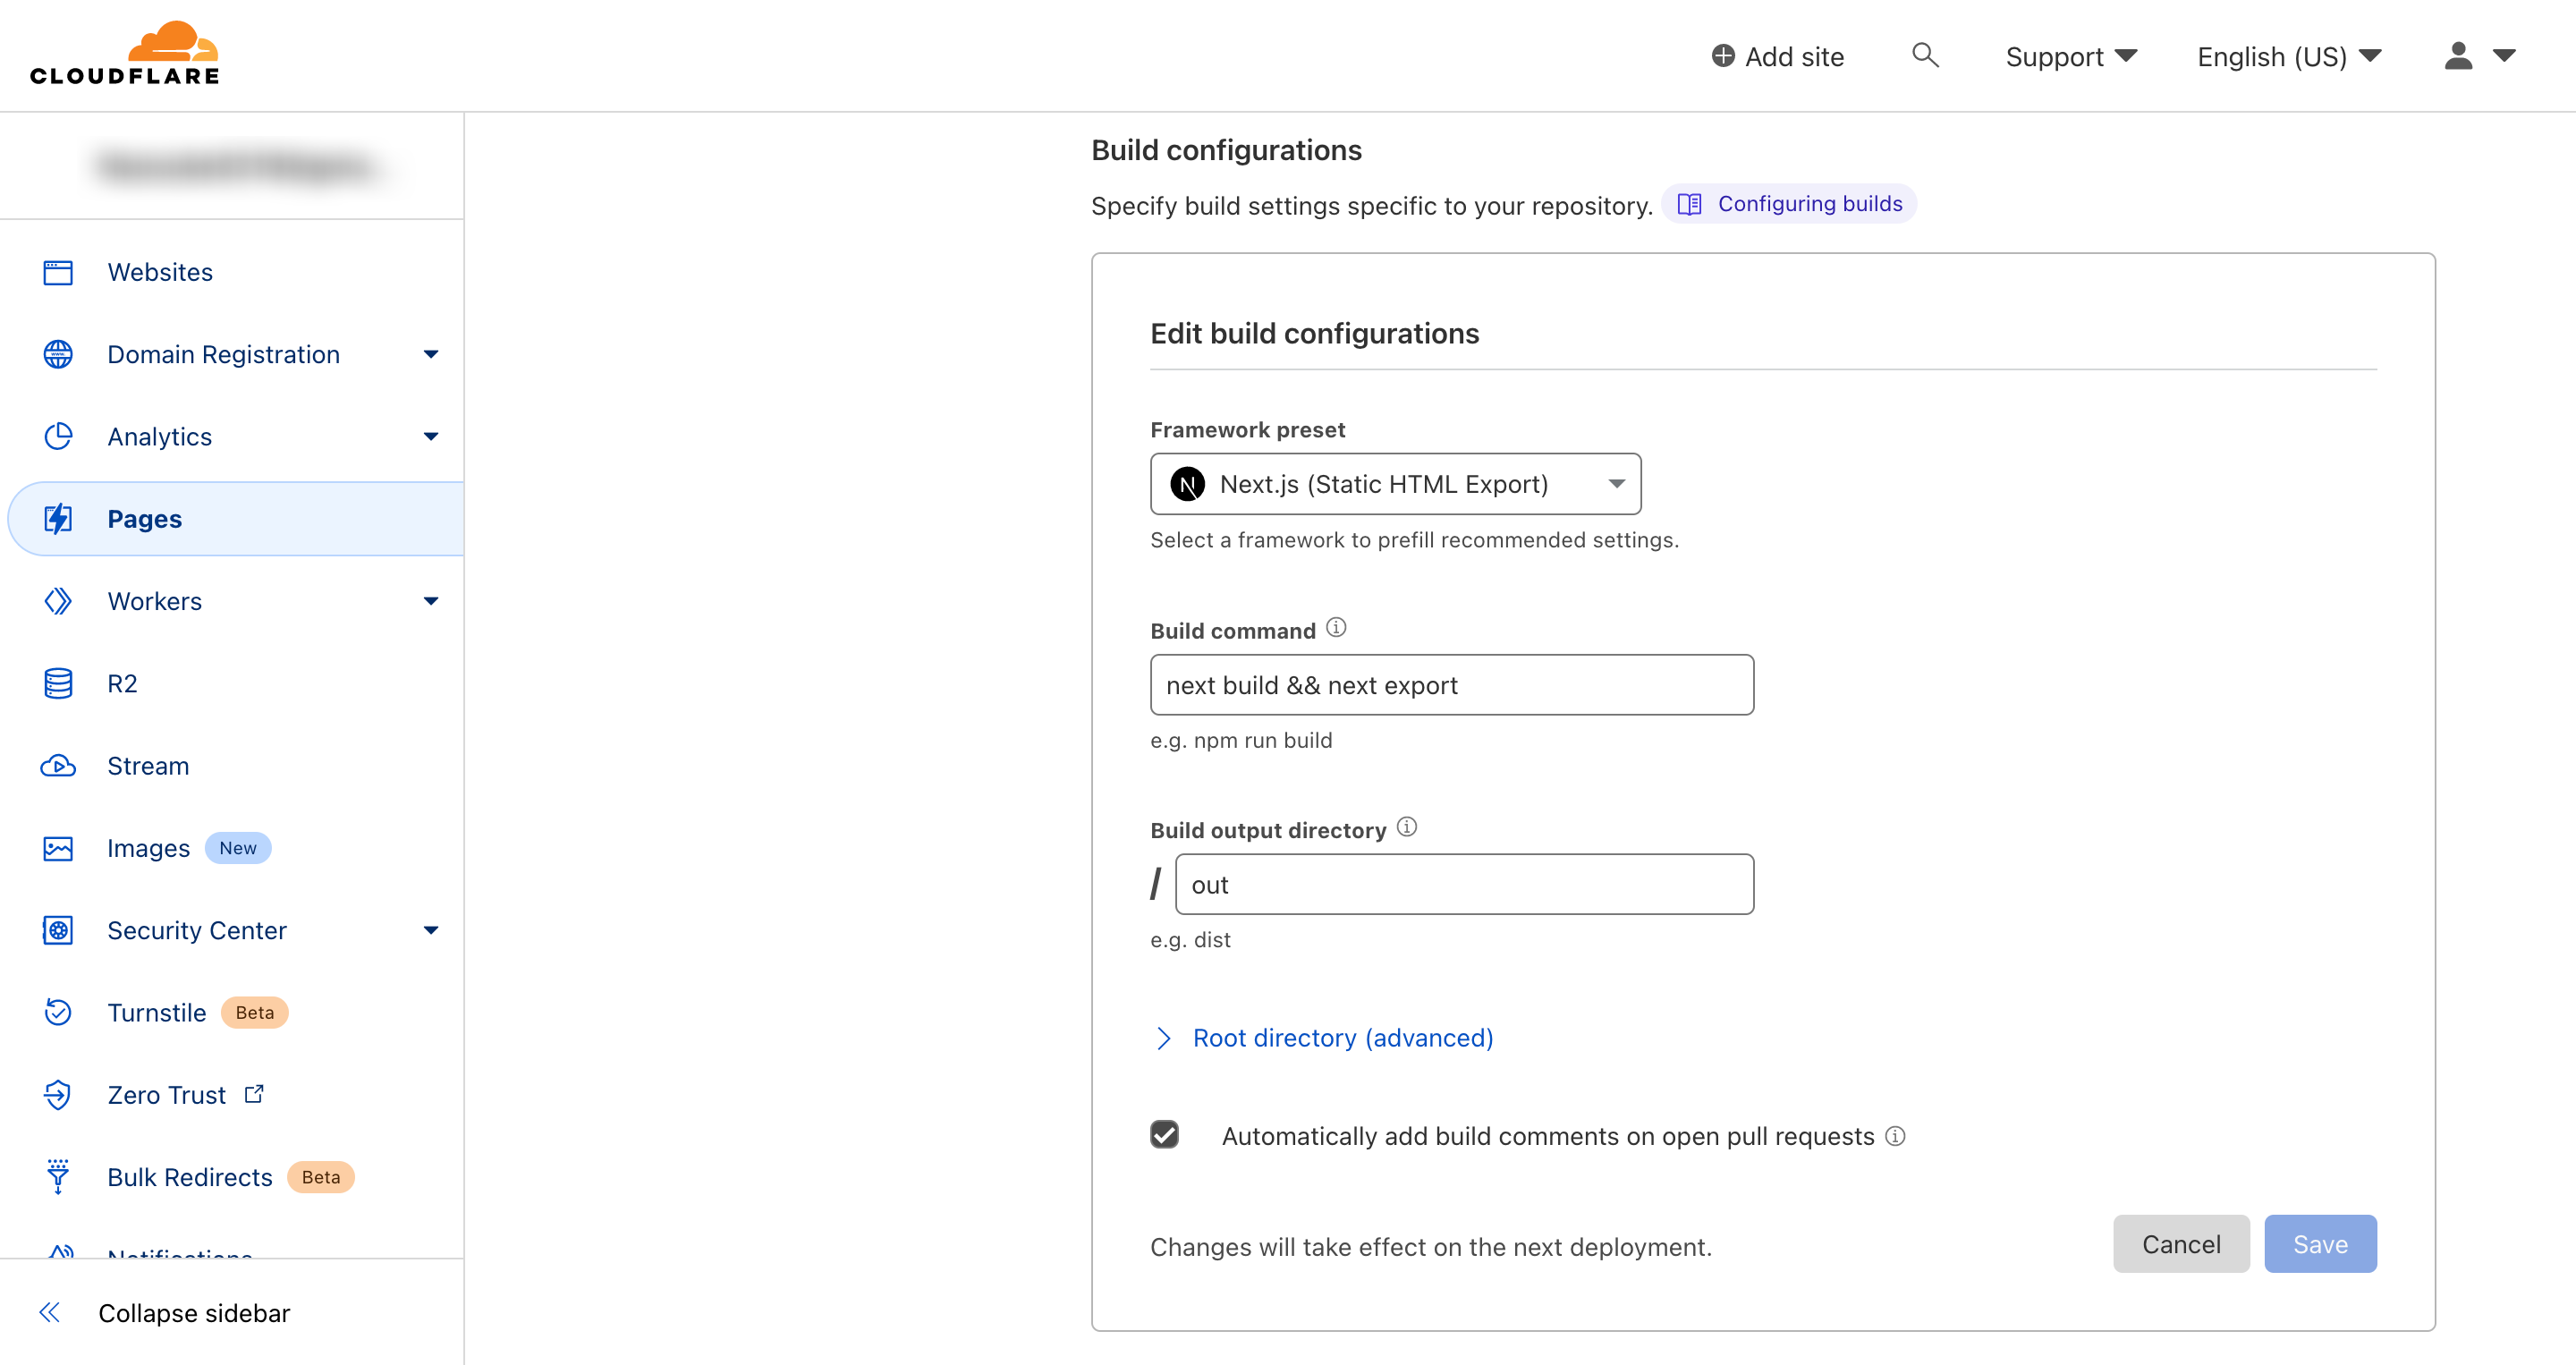 CLOUDFLARE
Add site
Support
English (US)
Websites
Domain Registration
Analytics
Pages
Workers
R2
Stream
Images New
Security Center
Turnstile Beta
Zero Trust
Bulk Redirects Beta
Notifications
Collapse sidebar
Build configurations
Specify build settings specific to your repository. Configuring builds
Edit build configurations
Framework preset
Next.js (Static HTML Export)
Select a framework to prefill recommended settings.
Build command
next build && next export
e.g. npm run build
Build output directory
/ out
e.g. dist
Root directory (advanced)
Automatically add build comments on open pull requests
Changes will take effect on the next deployment.
Cancel
Save